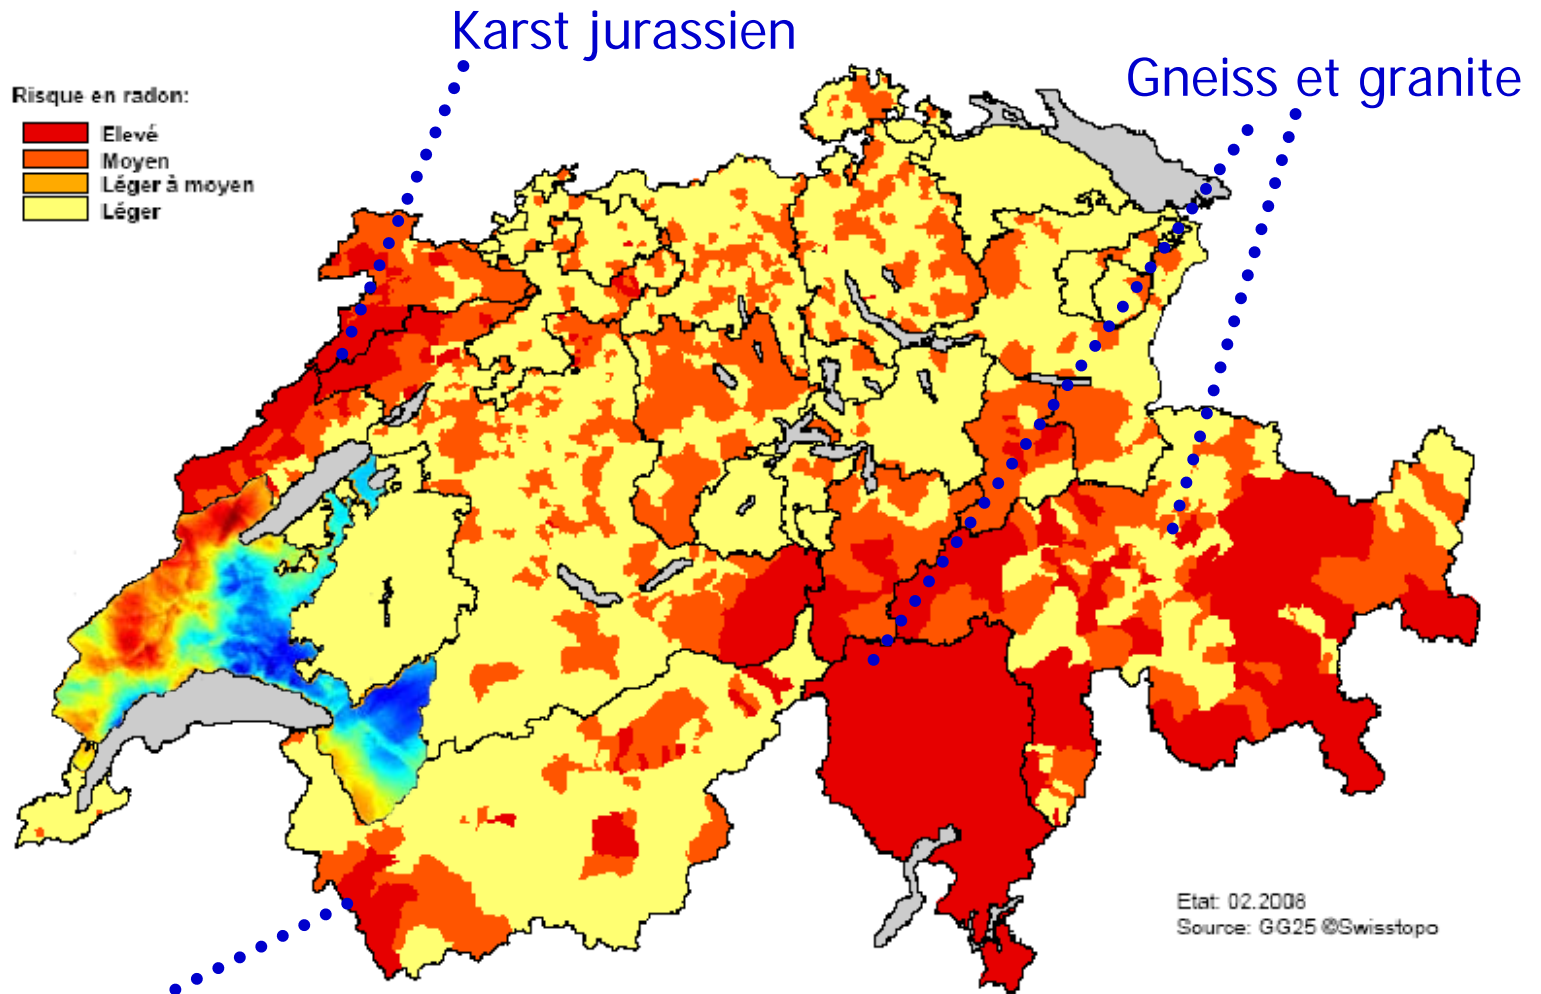 Karst jurassien
Gneiss et granite
Risque en radon:
Elevé
Moyen
Léger à moyen
Léger
Etat: 02.2008
Source: GG25 ©Swisstopo